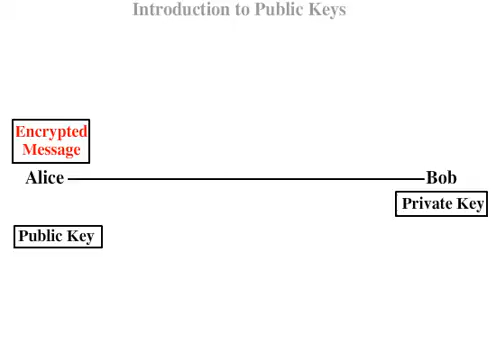 Introduction to Public Keys
Encrypted
Message
Alice
Bob
Private Key
Public Key